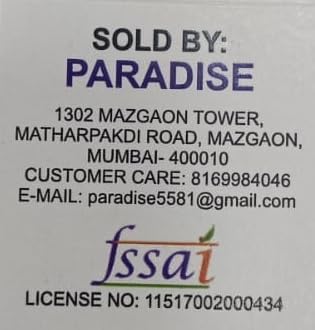 SOLD BY:
PARADISE
1302 MAZGAON TOWER,
MATHARPAKDI ROAD, MAZGAON,
MUMBAI- 400010
CUSTOMER CARE: 8169984046
E-MAIL: paradise5581@gmail.com
fssai
LICENSE NO: 11517002000434